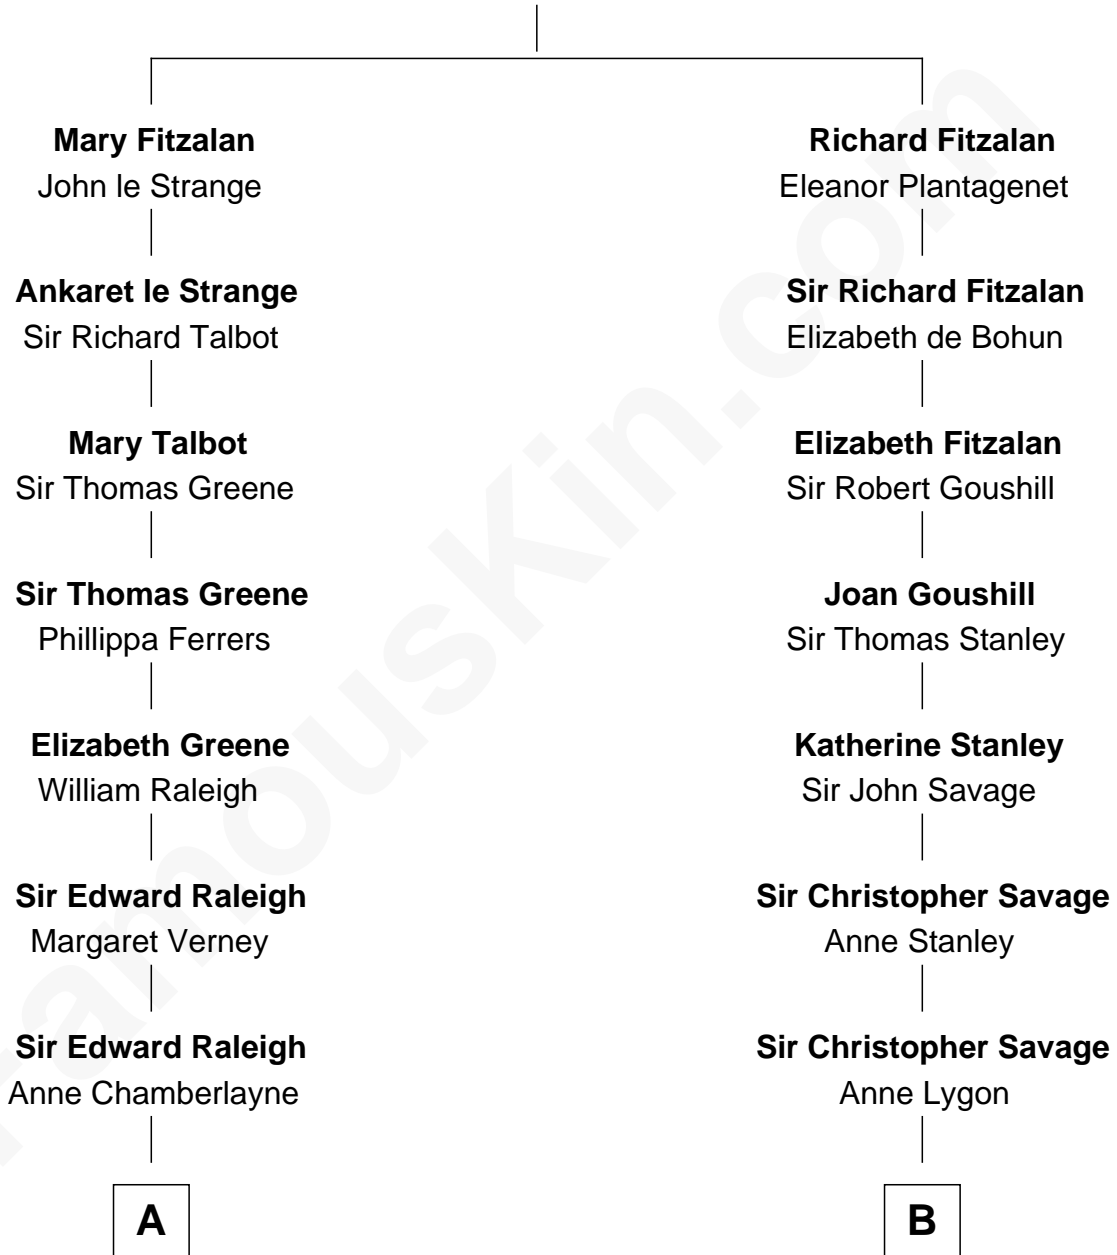 Mary Fitzalan
John le Strange
Richard Fitzalan
Eleanor Plantagenet
Ankaret le Strange
Sir Richard Talbot
Sir Richard Fitzalan
Elizabeth de Bohun
Mary Talbot
Sir Thomas Greene
Elizabeth Fitzalan
Sir Robert Goushill
Sir Thomas Greene
Phillippa Ferrers
Joan Goushill
Sir Thomas Stanley
Elizabeth Greene
William Raleigh
Katherine Stanley
Sir John Savage
Sir Edward Raleigh
Margaret Verney
Sir Christopher Savage
Anne Stanley
Sir Edward Raleigh
Anne Chamberlayne
Sir Christopher Savage
Anne Lygon
A
B
FamousKin.com